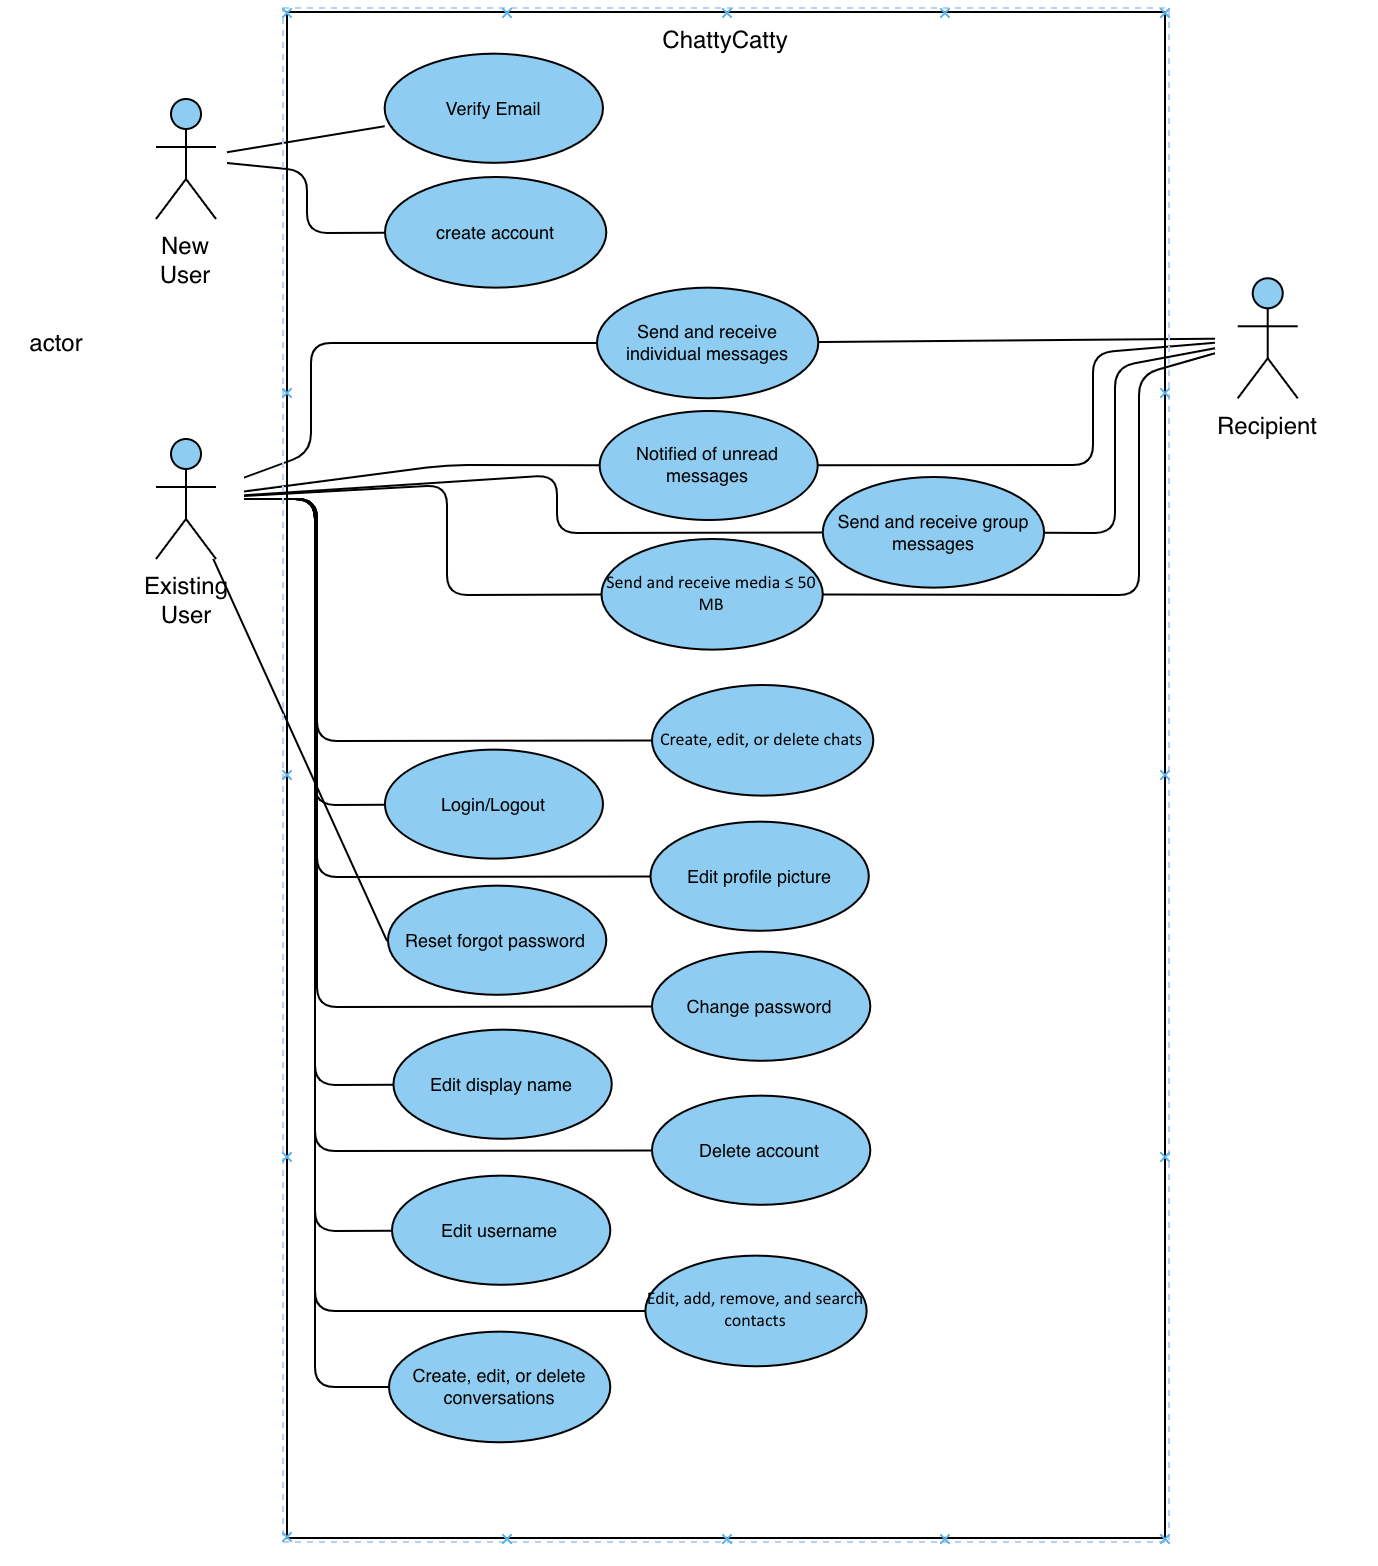 ChattyCatty
Verify Email
create account
New
User
actor
Send and receive
individual messages
Recipient
Notified of unread
messages
Send and receive group
messages
Existing
User
Send and receive media ≤ 50
MB
Create, edit, or delete chats
Login/Logout
Edit profile picture
Reset forgot password
Change password
Edit display name
Delete account
Edit username
Edit, add, remove, and search
contacts
Create, edit, or delete
conversations